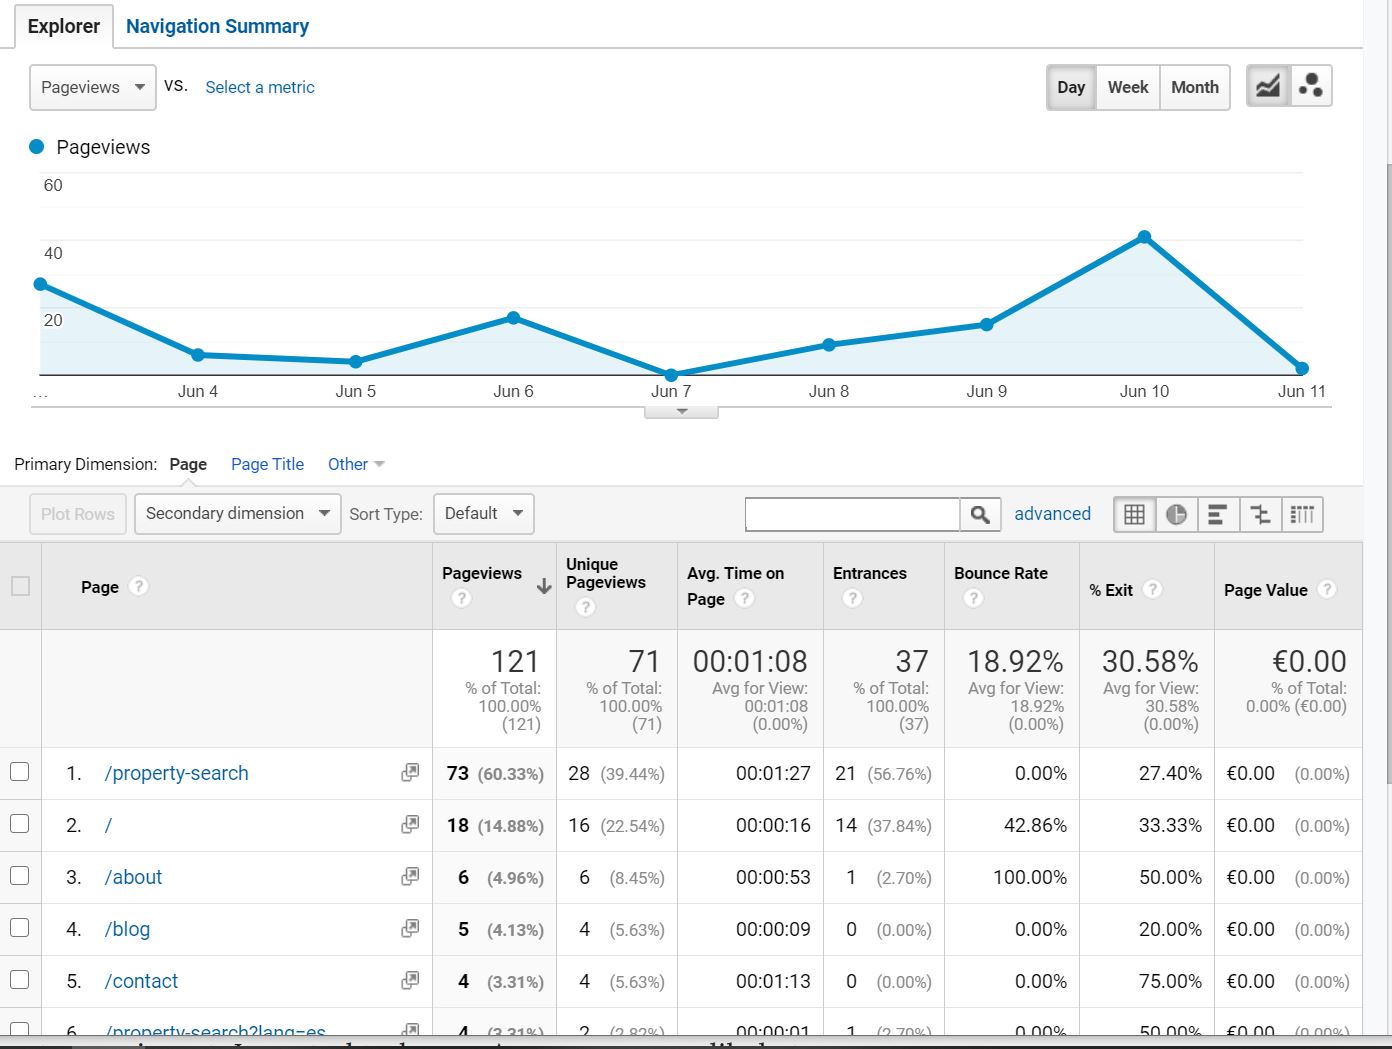 Explorer Navigation Summary
Pageviews VS. Select a metric Day Week Month
Pageviews
60
40
20
... Jun 4 Jun 5 Jun 6 Jun 7 Jun 8 Jun 9 Jun 10 Jun 11
Primary Dimension: Page Page Title Other
Plot Rows Secondary dimension Sort Type: Default advanced
Page ? Pageviews ? Unique Pageviews ? Avg. Time on Page ? Entrances ? Bounce Rate ? % Exit ? Page Value ?
121 71 00:01:08 37 18.92% 30.58% €0.00
% of Total: % of Total: Avg for View: % of Total: Avg for View: Avg for View: % of Total:
100.00% 100.00% 00:01:08 100.00% 18.92% 30.58% 0.00% (€0.00)
(121) (71) (0.00%) (37) (0.00%) (0.00%)
1. /property-search 73 (60.33%) 28 (39.44%) 00:01:27 21 (56.76%) 0.00% 27.40% €0.00 (0.00%)
2. / 18 (14.88%) 16 (22.54%) 00:00:16 14 (37.84%) 42.86% 33.33% €0.00 (0.00%)
3. /about 6 (4.96%) 6 (8.45%) 00:00:53 1 (2.70%) 100.00% 50.00% €0.00 (0.00%)
4. /blog 5 (4.13%) 4 (5.63%) 00:00:09 0 (0.00%) 0.00% 20.00% €0.00 (0.00%)
5. /contact 4 (3.31%) 4 (5.63%) 00:01:13 0 (0.00%) 0.00% 75.00% €0.00 (0.00%)
6. /property-search?lang=es 4 (3.31%) 2 (2.82%) 00:00:01 1 (2.70%) 0.00% 50.00% €0.00 (0.00%)